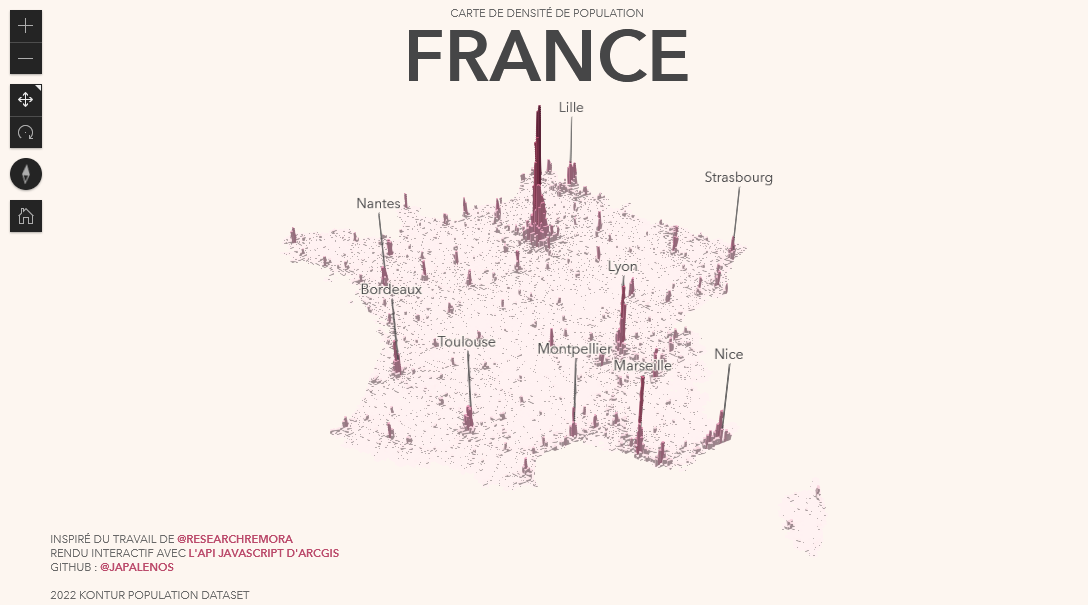 CARTE DE DENSITÉ DE POPULATION
FRANCE
Lille
Strasbourg
Nantes
Lyon
Bordeaux
Toulouse
Montpellier
Nice
Marseille
INSPIRÉ DU TRAVAIL DE @RESEARCHREMORA
RENDU INTERACTIF AVEC L'API JAVASCRIPT D'ARCGIS
GITHUB : @JAPALENOS
2022 KONTUR POPULATION DATASET